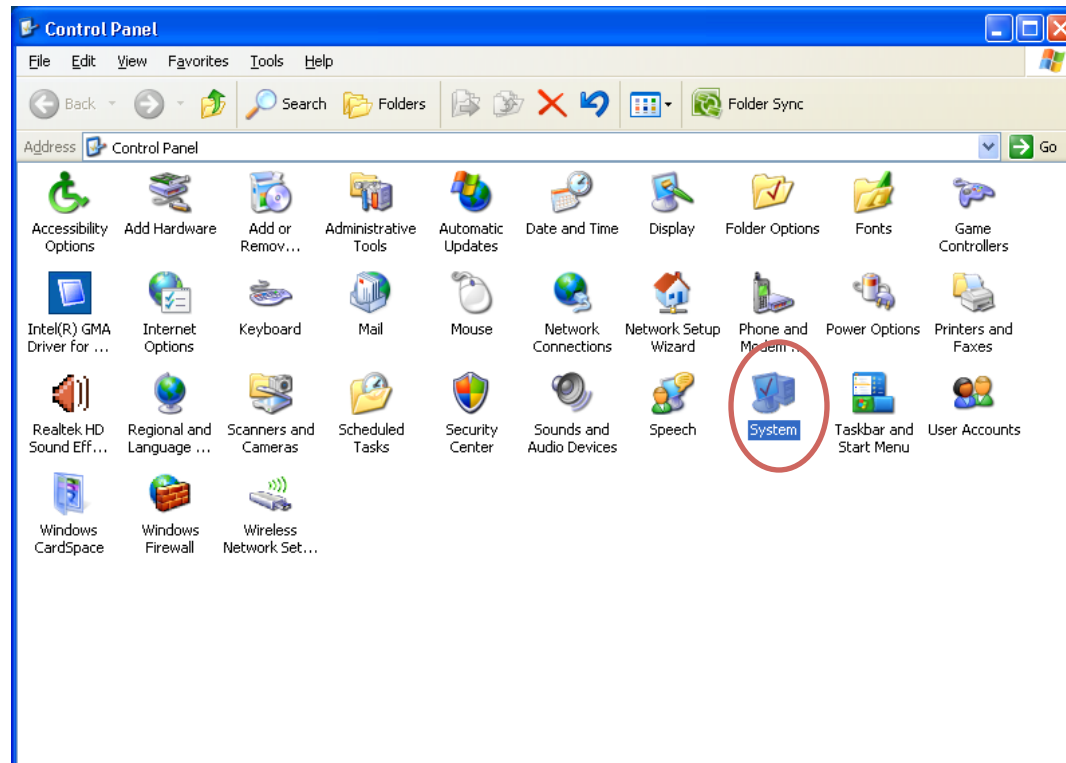 Control Panel
File Edit View Favorites Tools Help
Back Search Folders Folder Sync
Address Control Panel Go
Accessibility Options
Add Hardware
Add or Remov...
Administrative Tools
Automatic Updates
Date and Time
Display
Folder Options
Fonts
Game Controllers
Intel(R) GMA Driver for ...
Internet Options
Keyboard
Mail
Mouse
Network Connections
Network Setup Wizard
Phone and Modem ...
Power Options
Printers and Faxes
Realtek HD Sound Eff...
Regional and Language ...
Scanners and Cameras
Scheduled Tasks
Security Center
Sounds and Audio Devices
Speech
System
Taskbar and Start Menu
User Accounts
Windows CardSpace
Windows Firewall
Wireless Network Set...